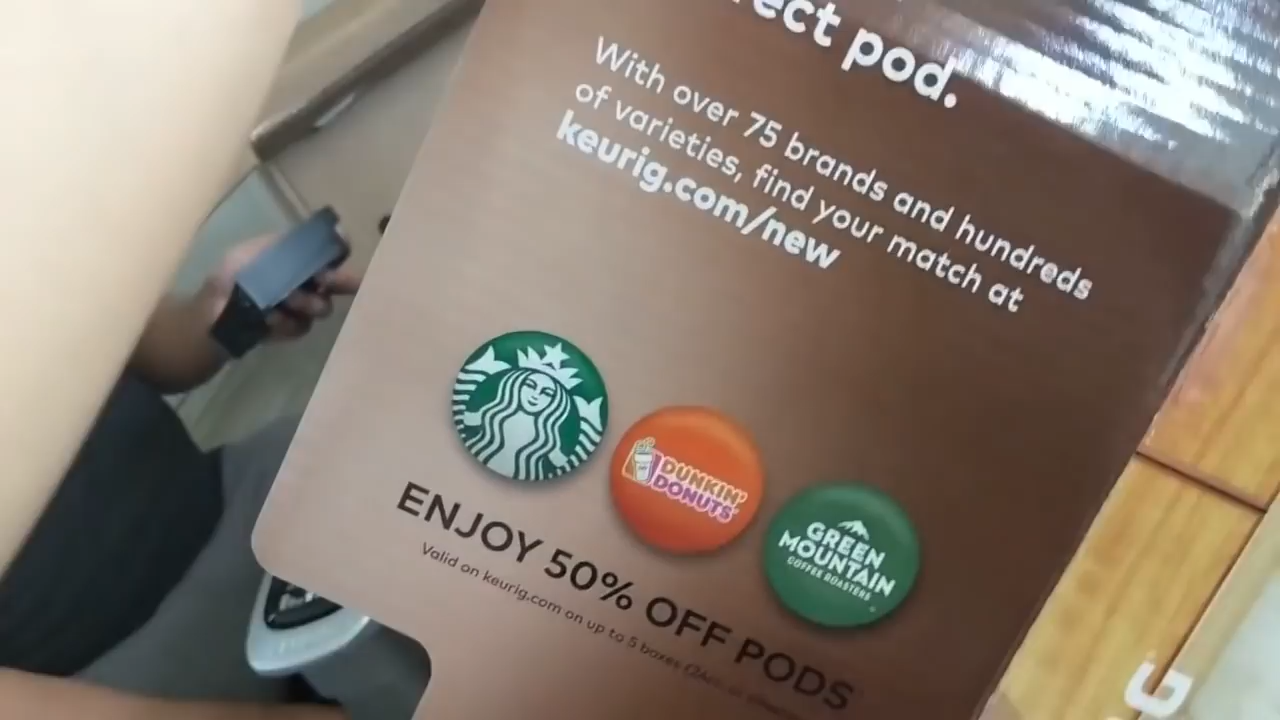 pod.
With over 75 brands and hundreds
of varieties, find your match at
keurig.com/new
DUNKIN'
DONUTS
GREEN
MOUNTAIN
COFFEE ROASTERS
ENJOY 50% OFF PODS
Valid on keurig.com on up to 5 boxes